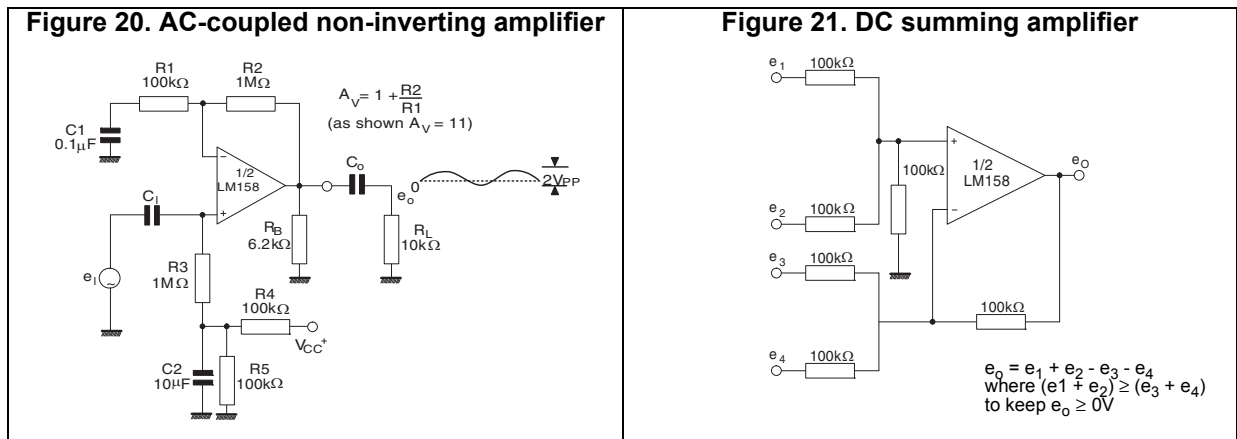 Figure 20. AC-coupled non-inverting amplifier
R1
100kΩ
R2
1MΩ
A_V = 1 + R2/R1
(as shown A_V = 11)
C1
0.1µF
1/2
LM158
C_I
C_o
e_o
0
2V_PP
R_B
6.2kΩ
R_L
10kΩ
e_I
~
R3
1MΩ
R4
100kΩ
V_CC+
C2
10µF
R5
100kΩ
−
+
Figure 21. DC summing amplifier
e_1
100kΩ
100kΩ
+
−
1/2
LM158
e_O
e_2
100kΩ
e_3
100kΩ
100kΩ
e_4
100kΩ
e_o = e_1 + e_2 - e_3 - e_4
where (e1 + e_2) ≥ (e_3 + e_4)
to keep e_o ≥ 0V